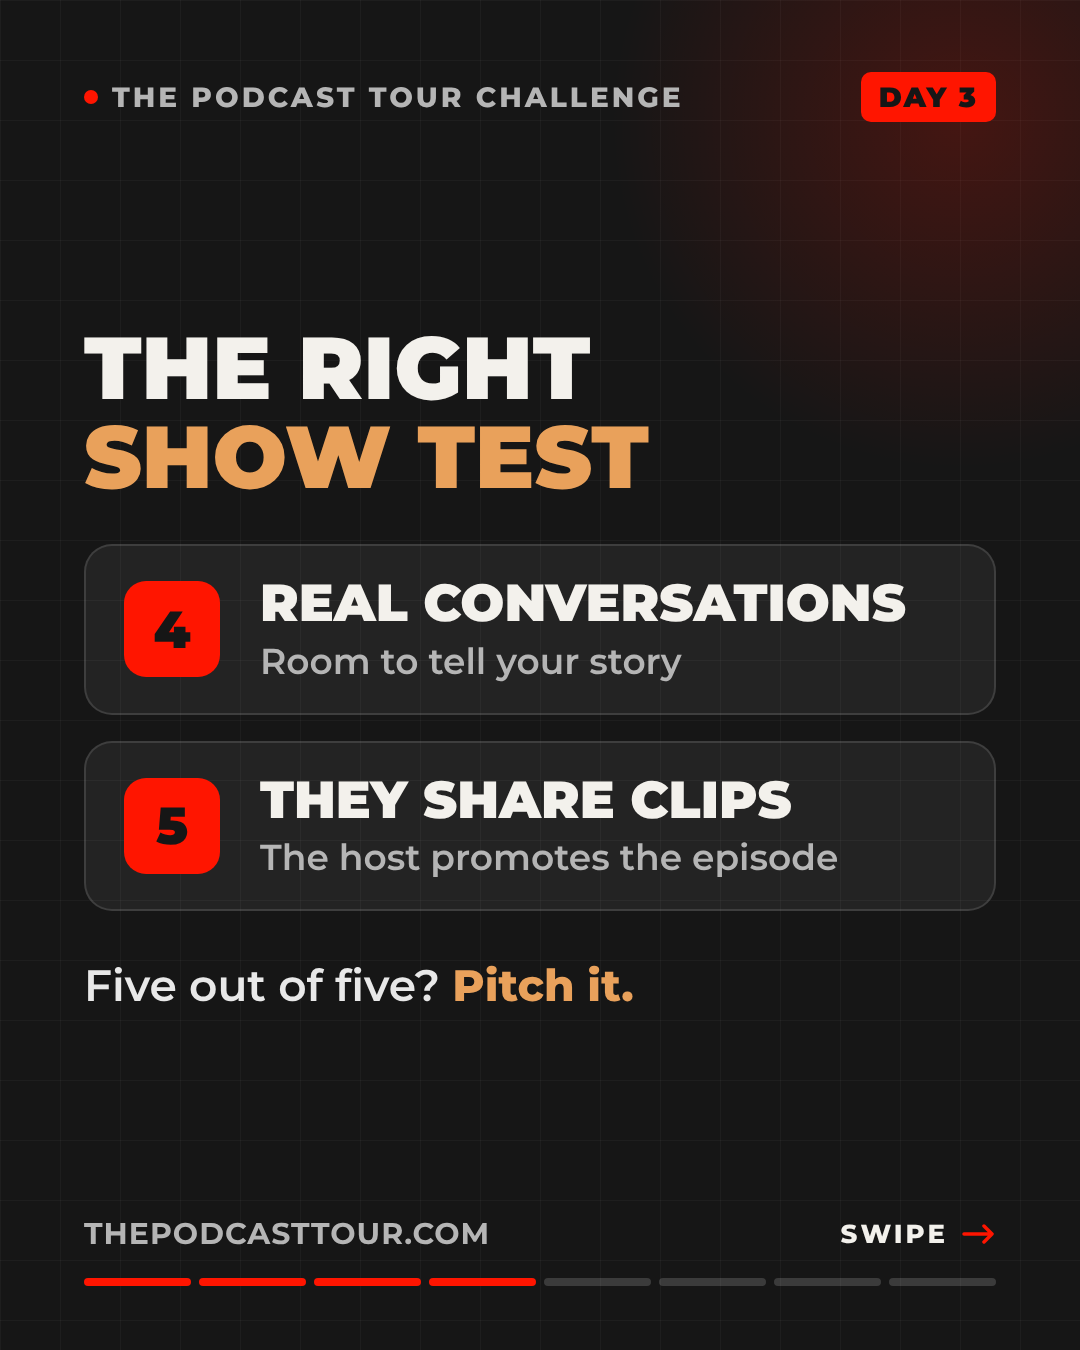 THE PODCAST TOUR CHALLENGE
DAY 3
THE RIGHT
SHOW TEST
4
REAL CONVERSATIONS
Room to tell your story
5
THEY SHARE CLIPS
The host promotes the episode
Five out of five? Pitch it.
THEPODCASTTOUR.COM
SWIPE →